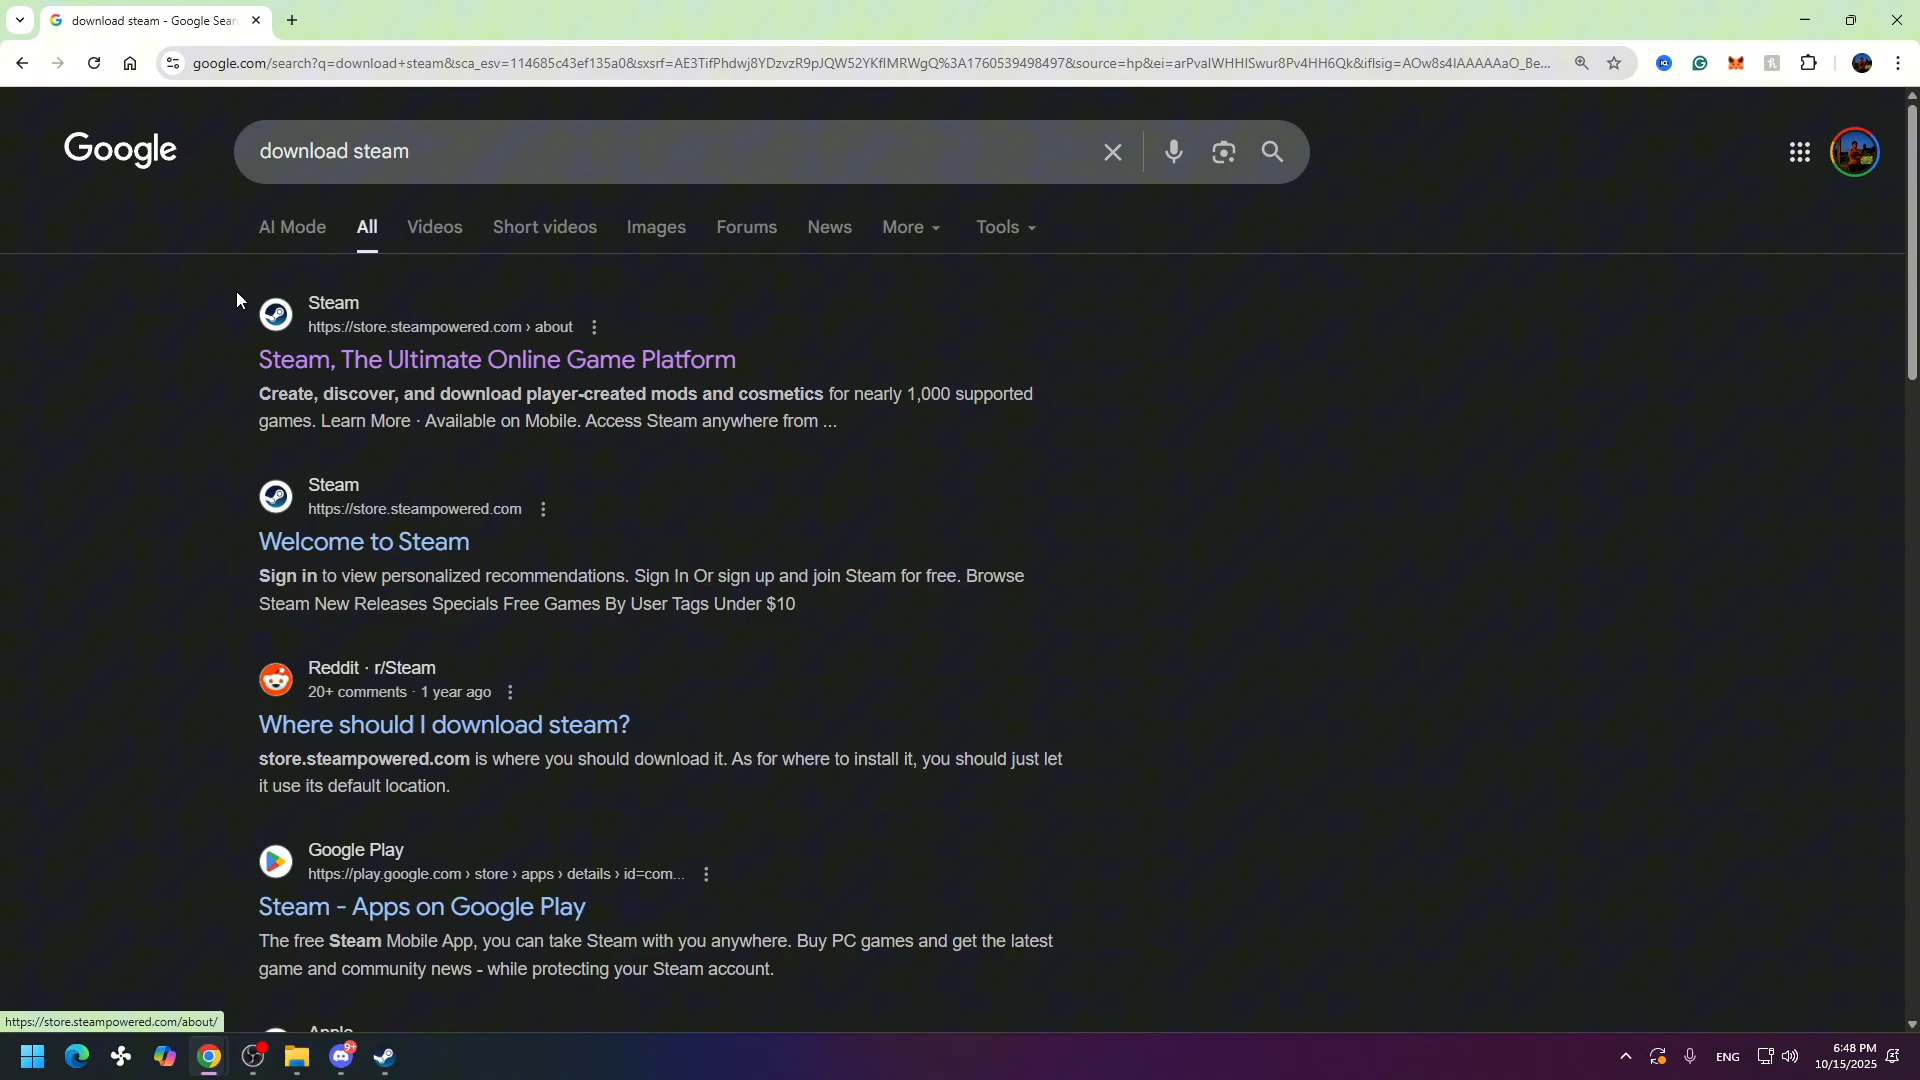 download steam - Google Sear
google.com/search?q=download+steam&sca_esv=114685c43ef135a0&sxsrf=AE3TifPhdwj8YDzvzR9pJQW52YKfIMRWgQ%3A1760539498497&source=hp&ei=arPvaIWHHISwur8Pv4HH6Qk&iflsig=AOw8s4IAAAAAaO_Be...
Google
download steam
AI Mode
All
Videos
Short videos
Images
Forums
News
More
Tools
Steam
https://store.steampowered.com › about
Steam, The Ultimate Online Game Platform
Create, discover, and download player-created mods and cosmetics for nearly 1,000 supported
games. Learn More · Available on Mobile. Access Steam anywhere from ...
Steam
https://store.steampowered.com
Welcome to Steam
Sign in to view personalized recommendations. Sign In Or sign up and join Steam for free. Browse
Steam New Releases Specials Free Games By User Tags Under $10
Reddit · r/Steam
20+ comments · 1 year ago
Where should I download steam?
store.steampowered.com is where you should download it. As for where to install it, you should just let
it use its default location.
Google Play
https://play.google.com › store › apps › details › id=com...
Steam - Apps on Google Play
The free Steam Mobile App, you can take Steam with you anywhere. Buy PC games and get the latest
game and community news - while protecting your Steam account.
Apple
https://store.steampowered.com/about/
9+
ENG
6:48 PM
10/15/2025